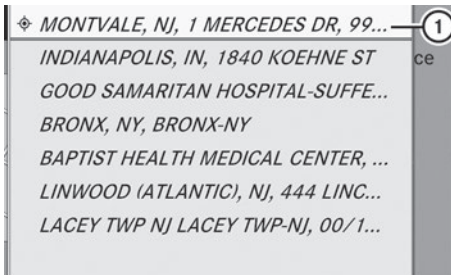 MONTVALE, NJ, 1 MERCEDES DR, 99... 1
INDIANAPOLIS, IN, 1840 KOEHNE ST
ce
GOOD SAMARITAN HOSPITAL-SUFFE...
BRONX, NY, BRONX-NY
BAPTIST HEALTH MEDICAL CENTER, ...
LINWOOD (ATLANTIC), NJ, 444 LINC...
LACEY TWP NJ LACEY TWP-NJ, 00/1...